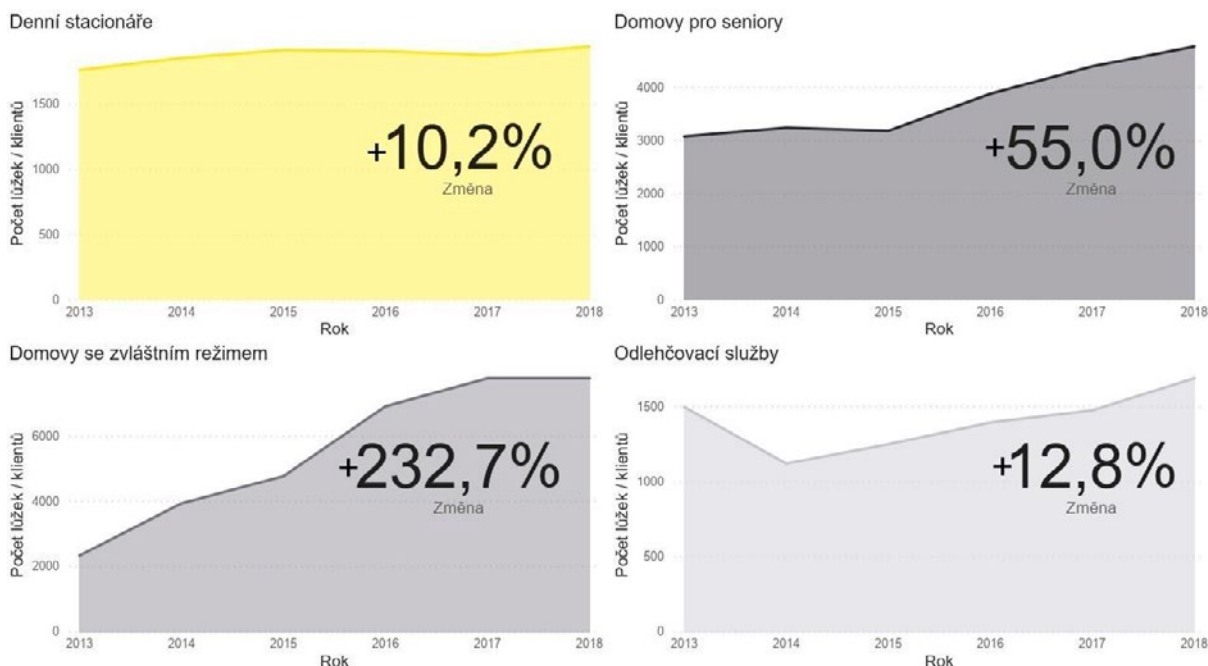 Denní stacionáře
Počet lůžek / klientů
1500
1000
500
0
+10,2%
Změna
2013 2014 2015 2016 2017 2018
Rok
Domovy pro seniory
Počet lůžek / klientů
4000
3000
2000
1000
0
+55,0%
Změna
2013 2014 2015 2016 2017 2018
Rok
Domovy se zvláštním režimem
Počet lůžek / klientů
6000
4000
2000
0
+232,7%
Změna
2013 2014 2015 2016 2017 2018
Rok
Odlehčovací služby
Počet lůžek / klientů
1500
1000
500
0
+12,8%
Změna
2013 2014 2015 2016 2017 2018
Rok